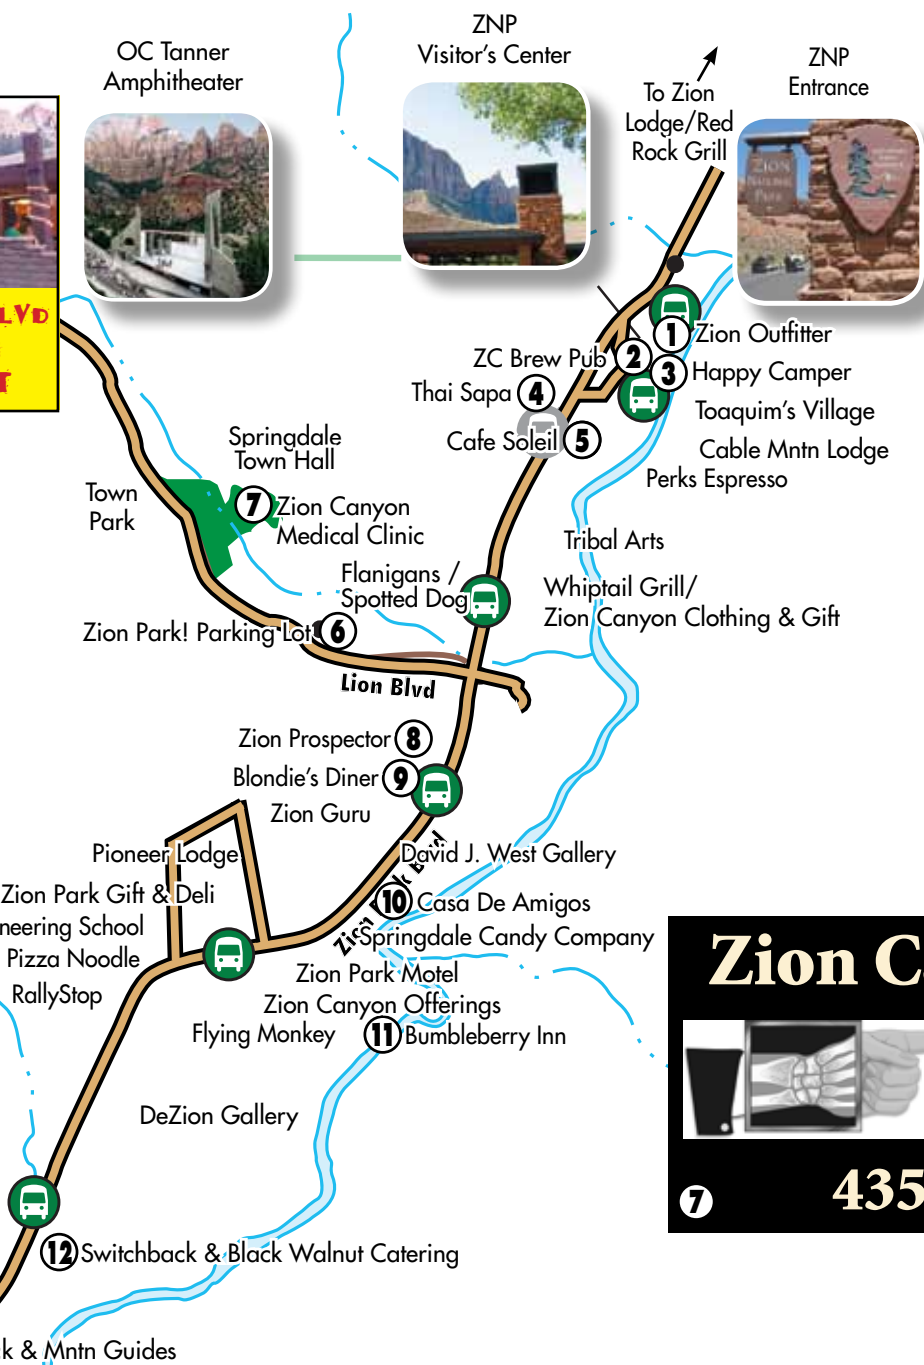 ZNP
Visitor's Center
OC Tanner
Amphitheater
ZNP
Entrance
To Zion
Lodge/Red
Rock Grill
ZION
NATIONAL
PARK
LVD
1 Zion Outfitter
ZC Brew Pub 2
3 Happy Camper
Thai Sapa 4
Toaquim's Village
Cafe Soleil 5
Cable Mntn Lodge
Perks Espresso
Springdale
Town Hall
Town
Park
7 Zion Canyon
Medical Clinic
Tribal Arts
Flanigans /
Spotted Dog
Whiptail Grill/
Zion Canyon Clothing & Gift
Zion Park! Parking Lot 6
Lion Blvd
Zion Prospector 8
Blondie's Diner 9
Zion Guru
Zion Park Blvd
Pioneer Lodge
David J. West Gallery
Zion Park Gift & Deli
10 Casa De Amigos
neering School
Springdale Candy Company
Pizza Noodle
Zion Park Motel
RallyStop
Zion Canyon Offerings
Flying Monkey
11 Bumbleberry Inn
DeZion Gallery
Zion C
7 435
12 Switchback & Black Walnut Catering
k & Mntn Guides